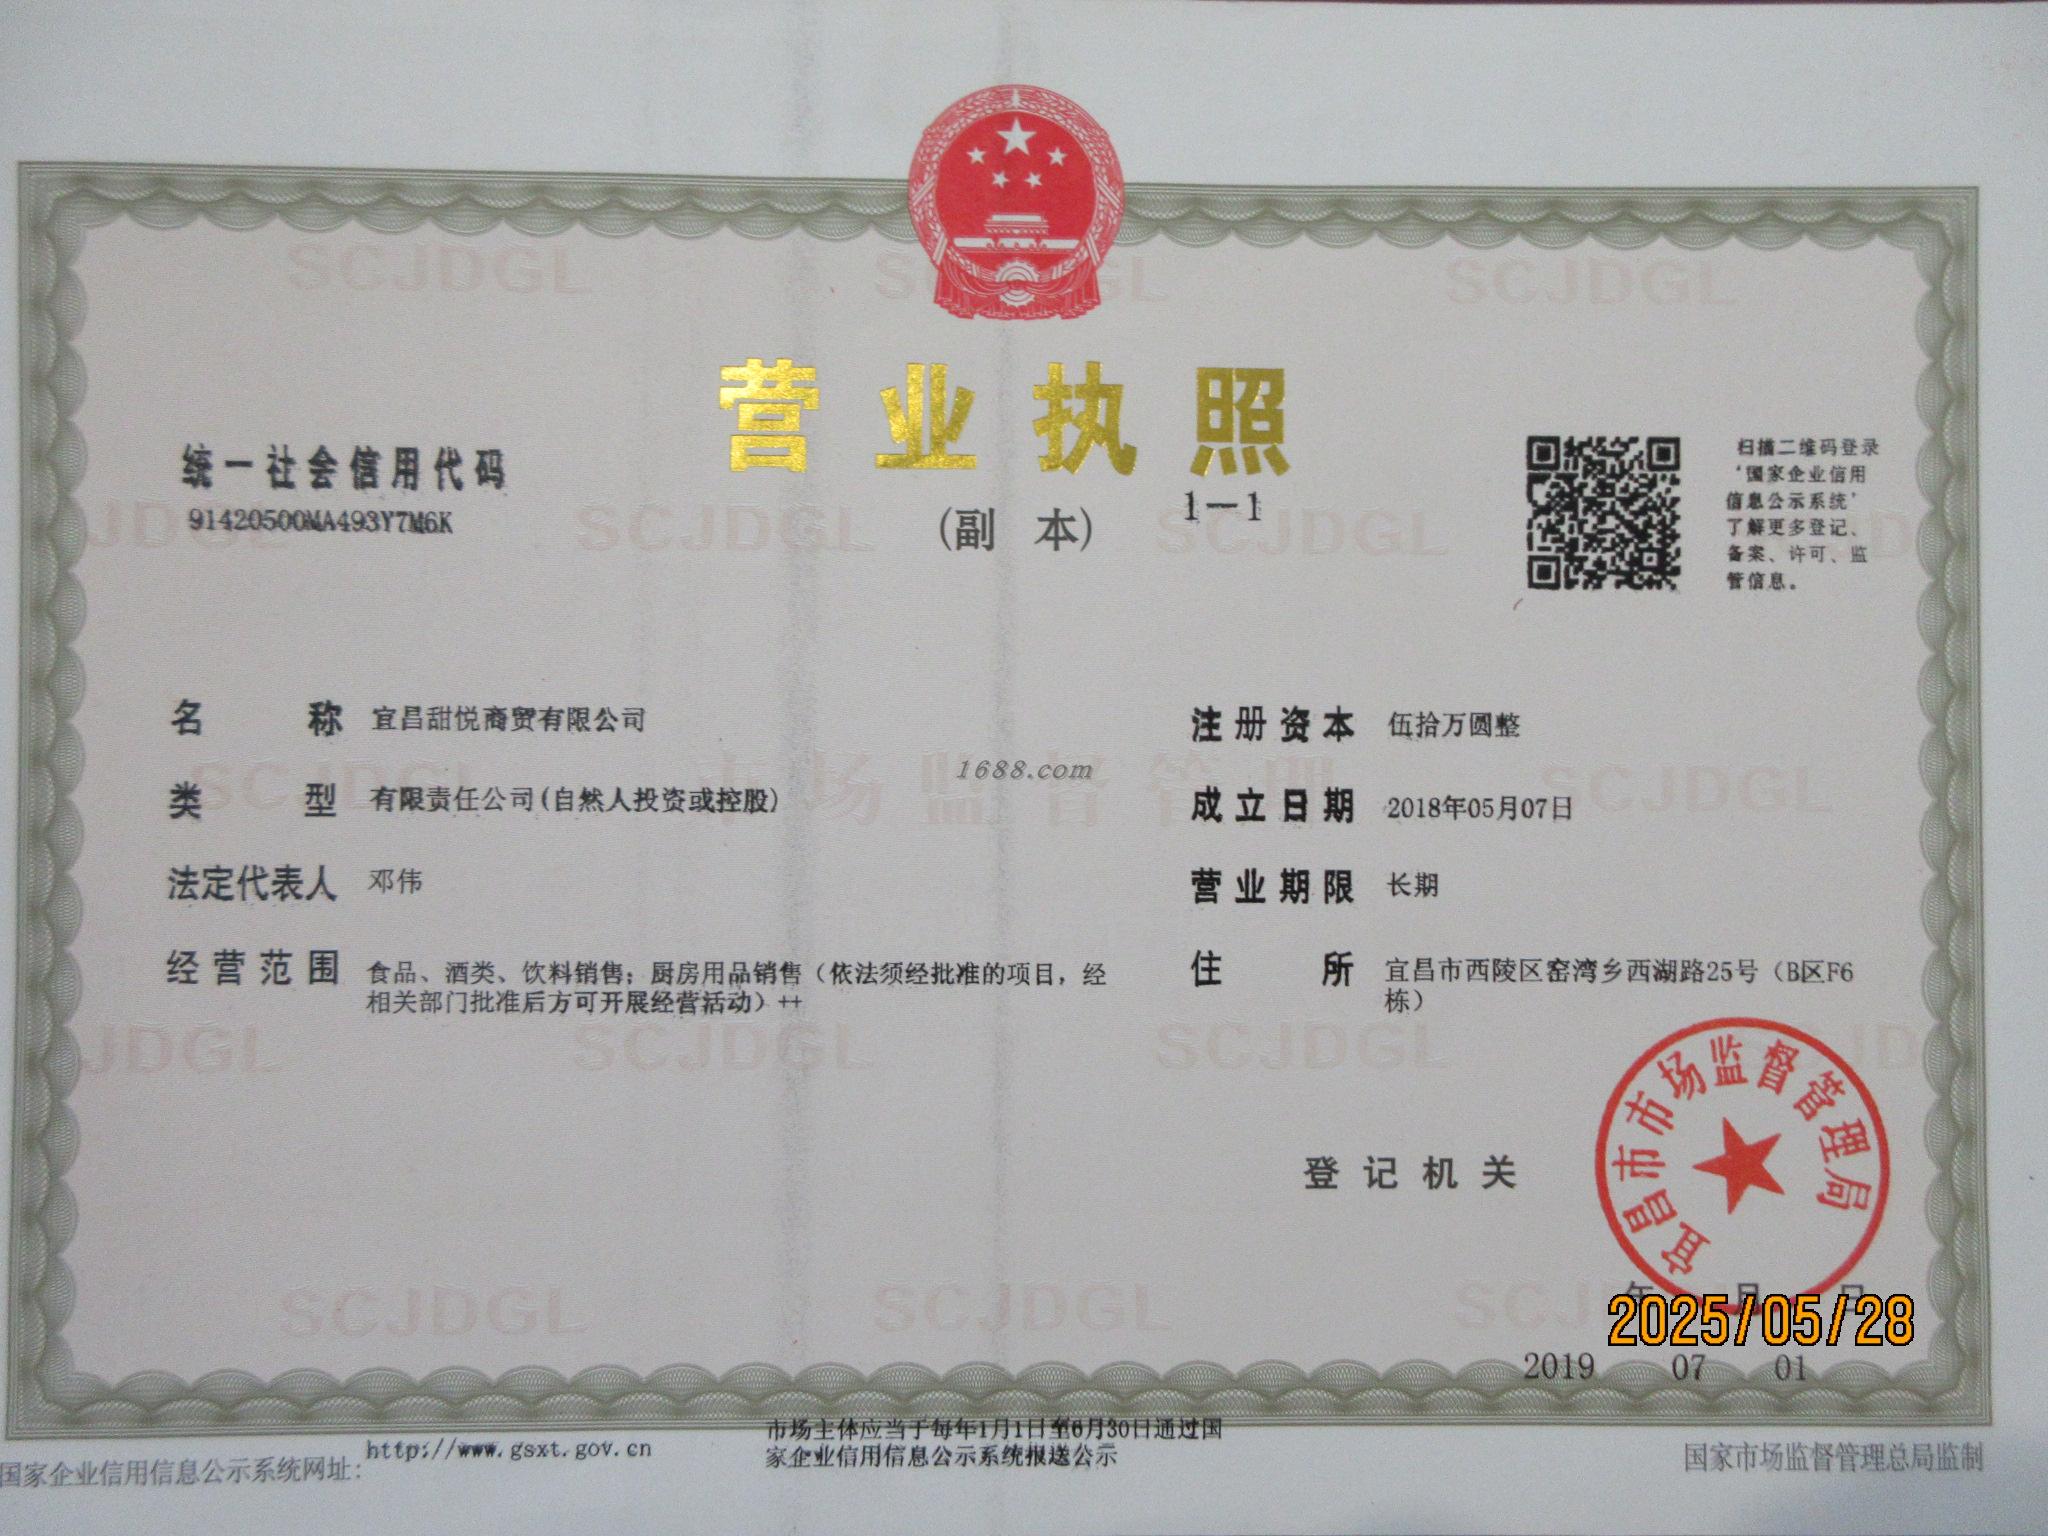 营业执照
(副 本) 1—1
统一社会信用代码
91420500MA493Y7M6K
扫描二维码登录
‘国家企业信用
信息公示系统’
了解更多登记、
备案、许可、监
管信息。
名 称 宜昌甜悦商贸有限公司
类 型 有限责任公司(自然人投资或控股)
法定代表人 邓伟
经营范围 食品、酒类、饮料销售；厨房用品销售（依法须经批准的项目，经
相关部门批准后方可开展经营活动）++
注册资本 伍拾万圆整
成立日期 2018年05月07日
营业期限 长期
住 所 宜昌市西陵区窑湾乡西湖路25号（B区F6
栋）
1688.com
市场监督管理
SCJDGL
登记机关
宜昌市市场监督管理局
年 月 日
2025/05/28
2019 07 01
国家企业信用信息公示系统网址: http://www.gsxt.gov.cn
市场主体应当于每年1月1日至6月30日通过国
家企业信用信息公示系统报送公示
国家市场监督管理总局监制